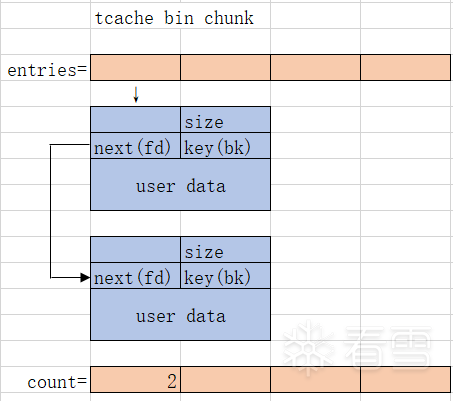 tcache bin chunk
entries=
size
next(fd) key(bk)
user data
size
next(fd) key(bk)
user data
看雪
count= 2